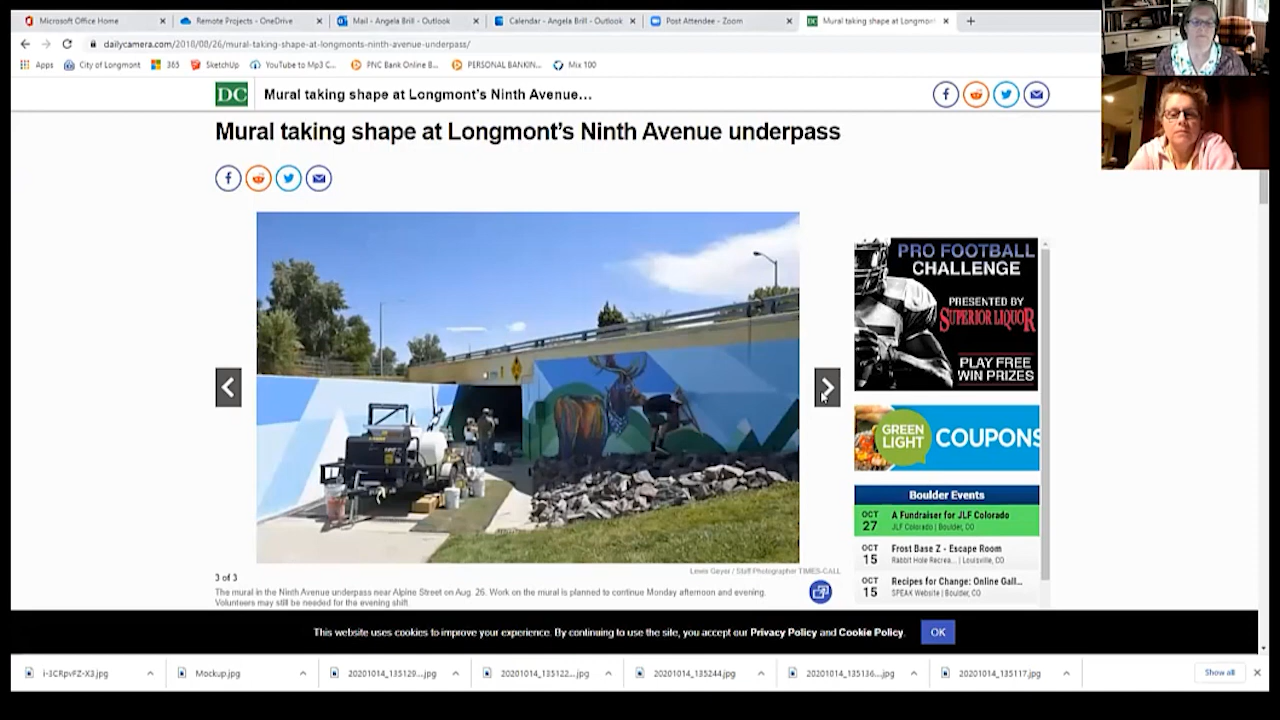 Microsoft Office Home
Remote Projects - OneDrive
Mail - Angela Brill - Outlook
Calendar - Angela Brill - Outlook
Post Attendee - Zoom
Mural taking shape at Longmont
dailycamera.com/2018/08/26/mural-taking-shape-at-longmonts-ninth-avenue-underpass/
Apps
City of Longmont
365
SketchUp
YouTube to Mp3 C...
PNC Bank Online B...
PERSONAL BANKIN...
Mix 100
DC
Mural taking shape at Longmont's Ninth Avenue...
Mural taking shape at Longmont's Ninth Avenue underpass
PRO FOOTBALL
CHALLENGE
PRESENTED BY
SUPERIOR LIQUOR
PLAY FREE
WIN PRIZES
GREEN
LIGHT
COUPONS
Boulder Events
OCT
27
A Fundraiser for JLF Colorado
JLF Colorado | Boulder, CO
OCT
15
Frost Base Z - Escape Room
Rabbit Hole Recrea... | Louisville, CO
OCT
15
Recipes for Change: Online Gall...
SPEAK Website | Boulder, CO
Lewis Geyer / Staff Photographer TIMES-CALL
3 of 3
The mural in the Ninth Avenue underpass near Alpine Street on Aug. 26. Work on the mural is planned to continue Monday afternoon and evening.
Volunteers may still be needed for the evening shift.
This website uses cookies to improve your experience. By continuing to use the site, you accept our Privacy Policy and Cookie Policy.
OK
i-3CRpvFZ-X3.jpg
Mockup.jpg
20201014_135120...jpg
20201014_135122...jpg
20201014_135244.jpg
20201014_135136...jpg
20201014_135117.jpg
Show all